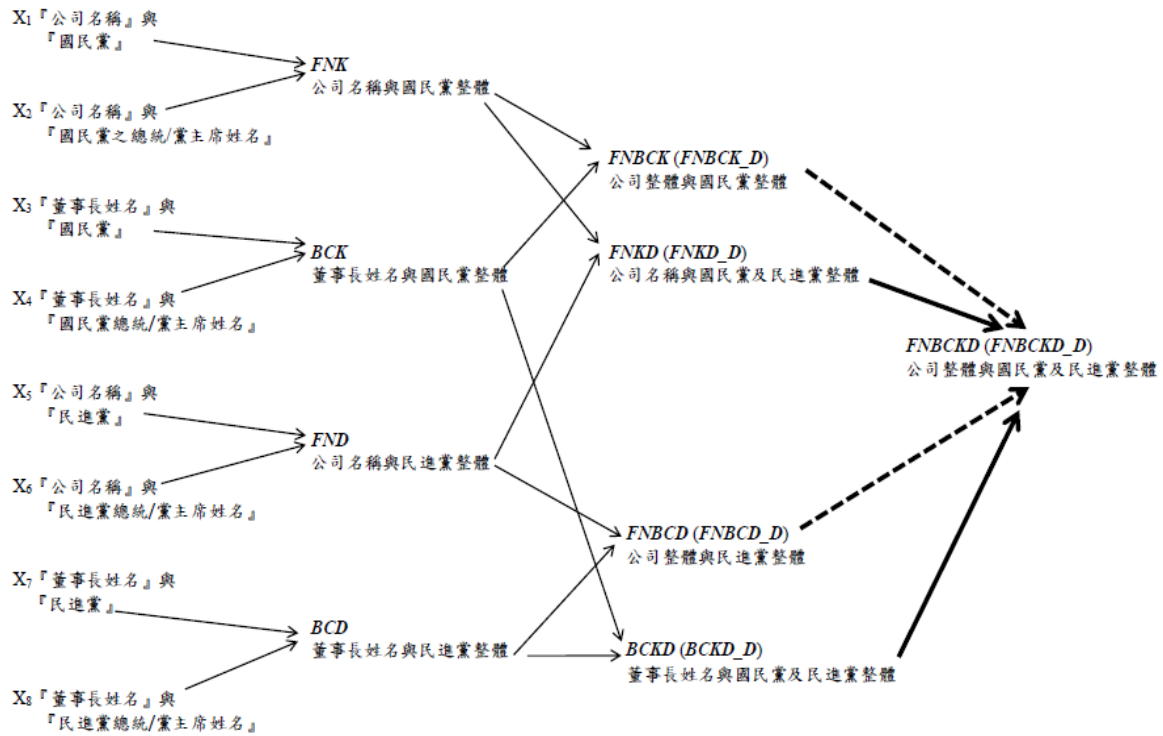 X₁『公司名稱』與
『國民黨』
X₂『公司名稱』與
『國民黨之總統/黨主席姓名』
X₃『董事長姓名』與
『國民黨』
X₄『董事長姓名』與
『國民黨總統/黨主席姓名』
X₅『公司名稱』與
『民進黨』
X₆『公司名稱』與
『民進黨總統/黨主席姓名』
X₇『董事長姓名』與
『民進黨』
X₈『董事長姓名』與
『民進黨總統/黨主席姓名』
FNK
公司名稱與國民黨整體
BCK
董事長姓名與國民黨整體
FND
公司名稱與民進黨整體
BCD
董事長姓名與民進黨整體
FNBCK (FNBCK_D)
公司整體與國民黨整體
FNKD (FNKD_D)
公司名稱與國民黨及民進黨整體
FNBCD (FNBCD_D)
公司整體與民進黨整體
BCKD (BCKD_D)
董事長姓名與國民黨及民進黨整體
FNBCKD (FNBCKD_D)
公司整體與國民黨及民進黨整體